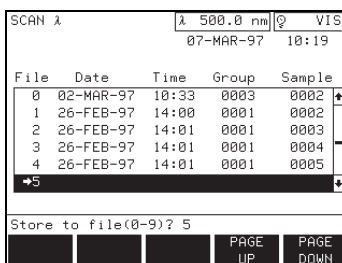 SCAN λ λ 500.0 nm VIS
07-MAR-97 10:19
File Date Time Group Sample
0 02-MAR-97 10:33 0003 0002
1 26-FEB-97 14:00 0001 0002
2 26-FEB-97 14:01 0001 0003
3 26-FEB-97 14:01 0001 0004
4 26-FEB-97 14:01 0001 0005
→5
Store to file(0-9)? 5
PAGE UP PAGE DOWN